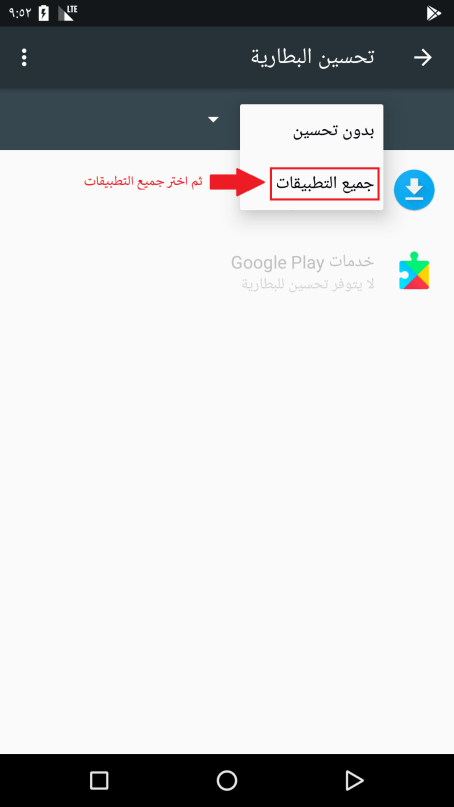 ٩:٥٢ LTE
تحسين البطارية
بدون تحسين
جميع التطبيقات
ثم اختر جميع التطبيقات
خدمات Google Play
لا يتوفر تحسين للبطارية